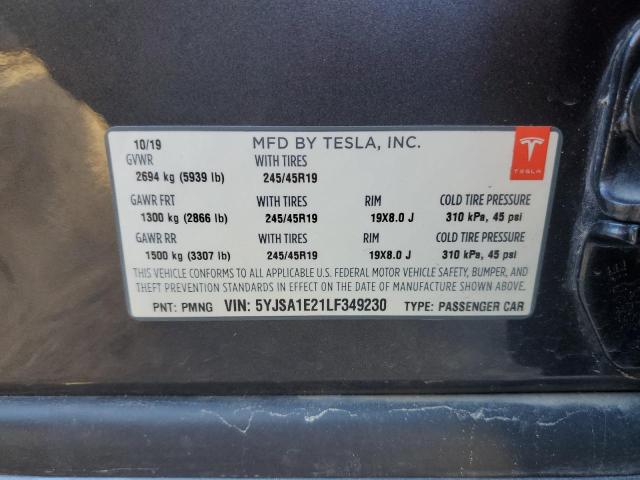 10/19 MFD BY TESLA, INC.
GVWR WITH TIRES
2694 kg (5939 lb) 245/45R19
TESLA
GAWR FRT WITH TIRES RIM COLD TIRE PRESSURE
1300 kg (2866 lb) 245/45R19 19X8.0 J 310 kPa, 45 psi
GAWR RR WITH TIRES RIM COLD TIRE PRESSURE
1500 kg (3307 lb) 245/45R19 19X8.0 J 310 kPa, 45 psi
THIS VEHICLE CONFORMS TO ALL APPLICABLE U.S. FEDERAL MOTOR VEHICLE SAFETY, BUMPER, AND
THEFT PREVENTION STANDARDS IN EFFECT ON THE DATE OF MANUFACTURE SHOWN ABOVE.
PNT: PMNG VIN: 5YJSA1E21LF349230 TYPE: PASSENGER CAR